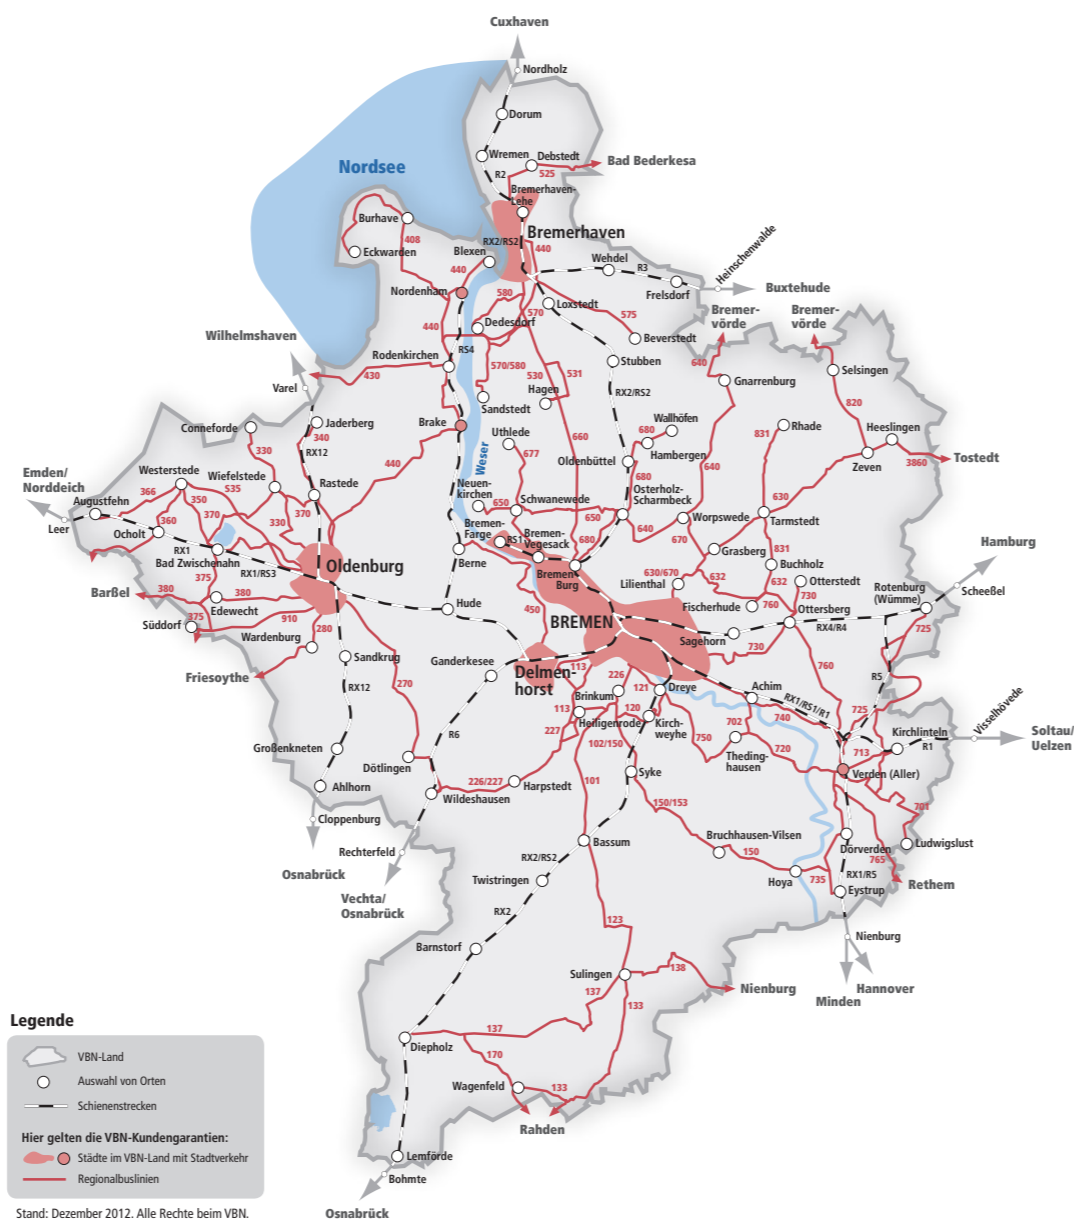 Cuxhaven
Nordholz
Dorum
Wremen
Debstedt
Bad Bederkesa
R2
525
Nordsee
Bremerhaven-
Lehe
Burhave
408
Eckwarden
Blexen
RX2/RS2
Bremerhaven
440
Wehdel
R3
Heinschenwalde
440
Nordenham
580
Frelsdorf
Buxtehude
Loxstedt
570
575
Bremer-
vörde
Bremer-
vörde
Dedesdorf
440
Beverstedt
Wilhelmshaven
RS4
Rodenkirchen
570/580
530
531
Stubben
640
Selsingen
430
Gnarrenburg
Varel
Hagen
RX2/RS2
Sandstedt
820
Conneforde
Jaderberg
340
Brake
Uthlede
660
680
Wallhöfen
831
Rhade
Heeslingen
330
RX12
Weser
677
Hambergen
3860
Tostedt
Emden/
Norddeich
Westerstede
Wiefelstede
440
Oldenbüttel
640
Zeven
366
350
535
Rastede
Neuen-
kirchen
680
Augustfehn
370
370
650
Schwanewede
Osterholz-
Scharmbeck
630
Leer
360
330
Bremen-
Farge
650
640
Worpswede
Tarmstedt
Ocholt
RS1
Bremen-
Vegesack
680
670
RX1
Bad Zwischenahn
Grasberg
831
Hamburg
RX1/RS3
Oldenburg
Berne
Bremen
Burg
630/670
Buchholz
375
Lilienthal
632
632
Otterstedt
Rotenburg
(Wümme)
Scheeßel
Barßel
380
380
Edewecht
Hude
450
BREMEN
Fischerhude
760
730
Ottersberg
375
910
Süddorf
280
Sagehorn
RX4/R4
725
Wardenburg
Sandkrug
Ganderkesee
Delmen-
horst
730
760
Friesoythe
RX12
270
113
226
R5
Brinkum
121
Dreye
Achim
Visselhövede
113
120
RX1/RS1/R1
725
Heiligenrode
Kirch-
weyhe
702
740
Kirchlinteln
Soltau/
Uelzen
Großenkneten
R6
227
102/150
750
720
713
R1
Dötlingen
Theding-
hausen
Verden (Aller)
226/227
Harpstedt
101
Syke
Ahlhorn
Wildeshausen
150/153
701
Cloppenburg
Bruchhausen-Vilsen
Dörverden
Ludwigslust
Rechterfeld
RX2/RS2
Bassum
150
765
Osnabrück
Twistringen
Hoya
735
RX1/R5
Rethem
Vechta/
Osnabrück
Eystrup
RX2
123
Barnstorf
Nienburg
Sulingen
138
Nienburg
Hannover
137
Minden
133
137
Diepholz
170
Wagenfeld
133
Rahden
Lemförde
Bohmte
Osnabrück
Legende
VBN-Land
Auswahl von Orten
Schienenstrecken
Hier gelten die VBN-Kundengarantien:
Städte im VBN-Land mit Stadtverkehr
Regionalbuslinien
Stand: Dezember 2012. Alle Rechte beim VBN.